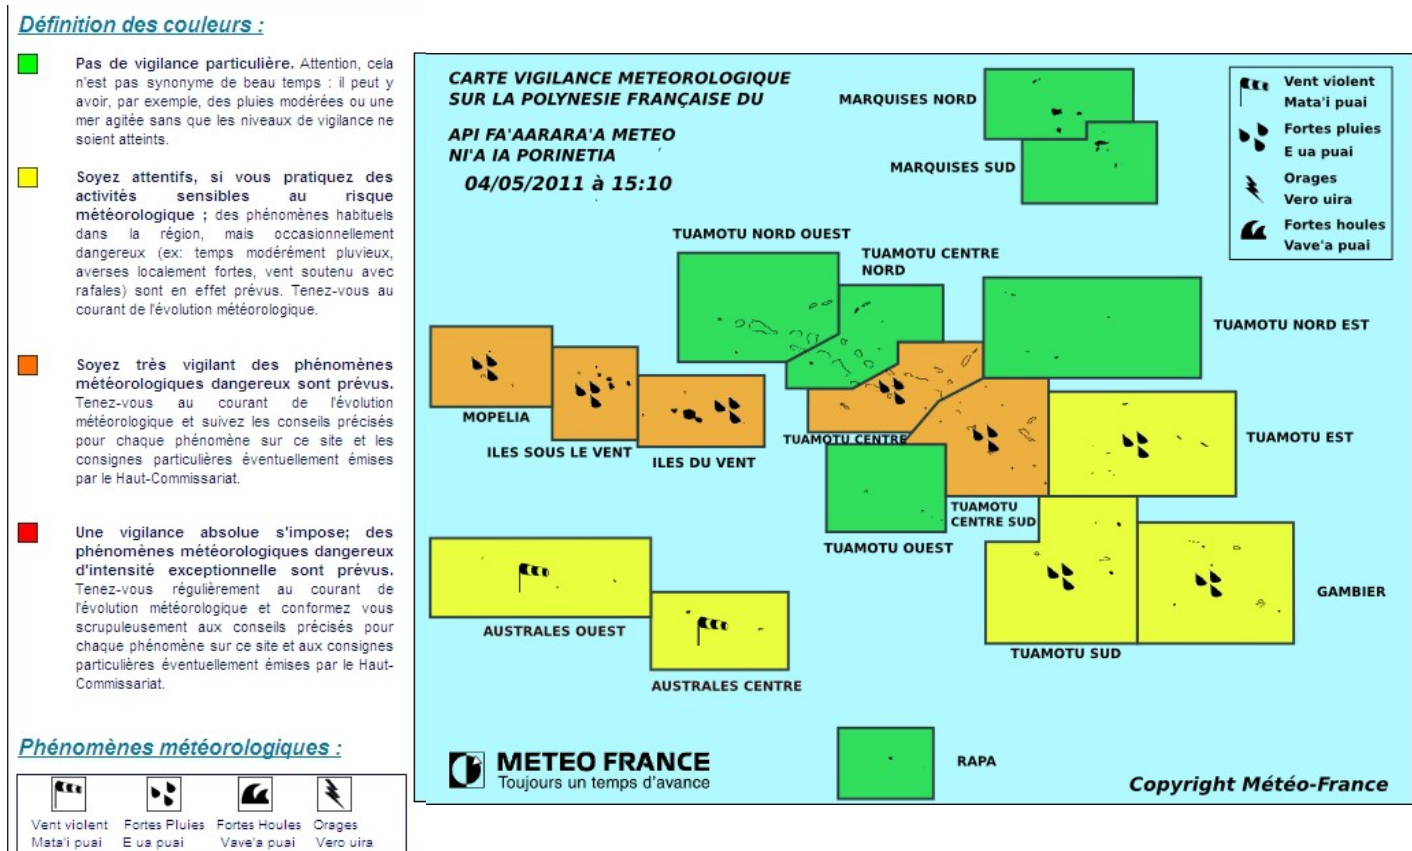 Définition des couleurs :
Pas de vigilance particulière. Attention, cela
n'est pas synonyme de beau temps : il peut y
avoir, par exemple, des pluies modérées ou une
mer agitée sans que les niveaux de vigilance ne
soient atteints.
Soyez attentifs, si vous pratiquez des
activités sensibles au risque
météorologique ; des phénomènes habituels
dans la région, mais occasionnellement
dangereux (ex: temps modérément pluvieux,
averses localement fortes, vent soutenu avec
rafales) sont en effet prévus. Tenez-vous au
courant de l'évolution météorologique.
Soyez très vigilant des phénomènes
météorologiques dangereux sont prévus.
Tenez-vous au courant de l'évolution
météorologique et suivez les conseils précisés
pour chaque phénomène sur ce site et les
consignes particulières éventuellement émises
par le Haut-Commissariat.
Une vigilance absolue s'impose; des
phénomènes météorologiques dangereux
d'intensité exceptionnelle sont prévus.
Tenez-vous régulièrement au courant de
l'évolution météorologique et conformez vous
scrupuleusement aux conseils précisés pour
chaque phénomène sur ce site et aux consignes
particulières éventuellement émises par le Haut-
Commissariat.
Phénomènes météorologiques :
Vent violent Fortes Pluies Fortes Houles Orages
Mata'i puai E ua puai Vave'a puai Vero uira
CARTE VIGILANCE METEOROLOGIQUE
SUR LA POLYNESIE FRANÇAISE DU
API FA'AARARA'A METEO
NI'A IA PORINETIA
04/05/2011 à 15:10
MARQUISES NORD
MARQUISES SUD
Vent violent
Mata'i puai
Fortes pluies
E ua puai
Orages
Vero uira
Fortes houles
Vave'a puai
TUAMOTU NORD OUEST
TUAMOTU CENTRE
NORD
TUAMOTU NORD EST
MOPELIA
ILES SOUS LE VENT
ILES DU VENT
TUAMOTU CENTRE
TUAMOTU EST
TUAMOTU
CENTRE SUD
TUAMOTU OUEST
GAMBIER
AUSTRALES OUEST
TUAMOTU SUD
AUSTRALES CENTRE
RAPA
METEO FRANCE
Toujours un temps d'avance
Copyright Météo-France